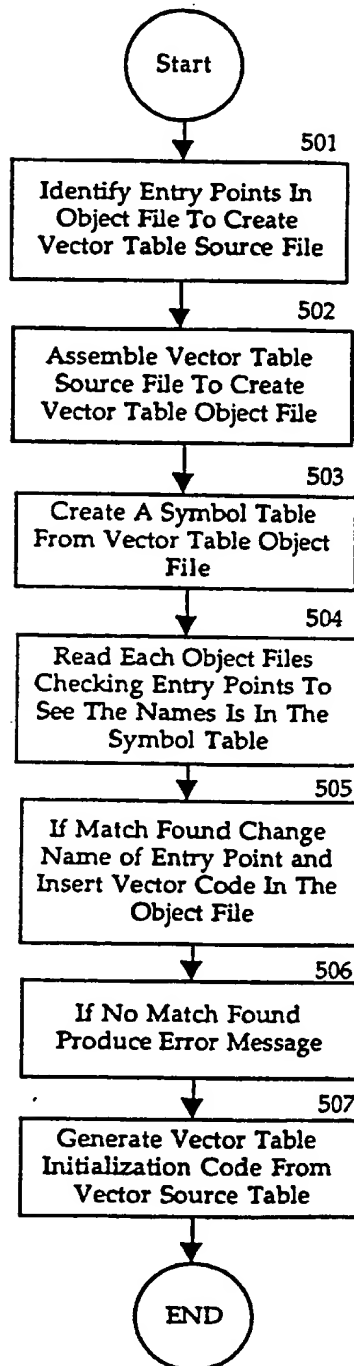 Start
501
Identify Entry Points In
Object File To Create
Vector Table Source File
502
Assemble Vector Table
Source File To Create
Vector Table Object File
503
Create A Symbol Table
From Vector Table Object
File
504
Read Each Object Files
Checking Entry Points To
See The Names Is In The
Symbol Table
505
If Match Found Change
Name of Entry Point and
Insert Vector Code In The
Object File
506
If No Match Found
Produce Error Message
507
Generate Vector Table
Initialization Code From
Vector Source Table
END